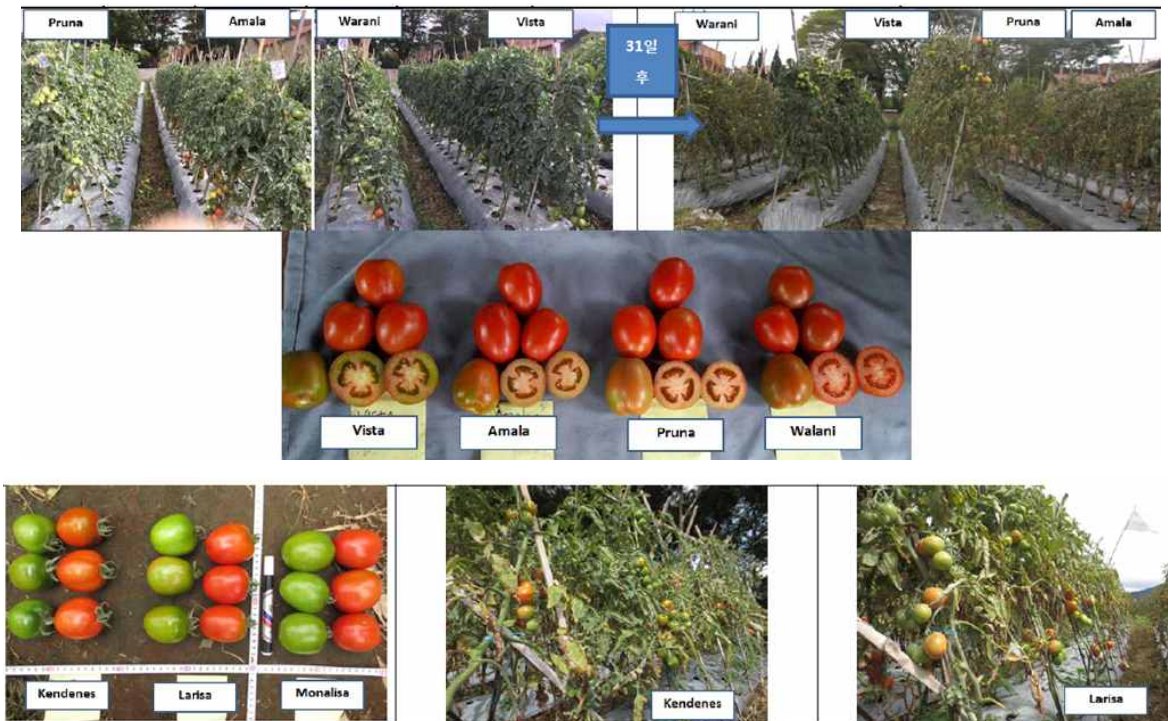 Pruna
Amala
Warani
Vista
31일
후
Warani
Vista
Pruna
Amala
Vista
Amala
Pruna
Walani
Kendenes
Larisa
Monalisa
Kendenes
Larisa